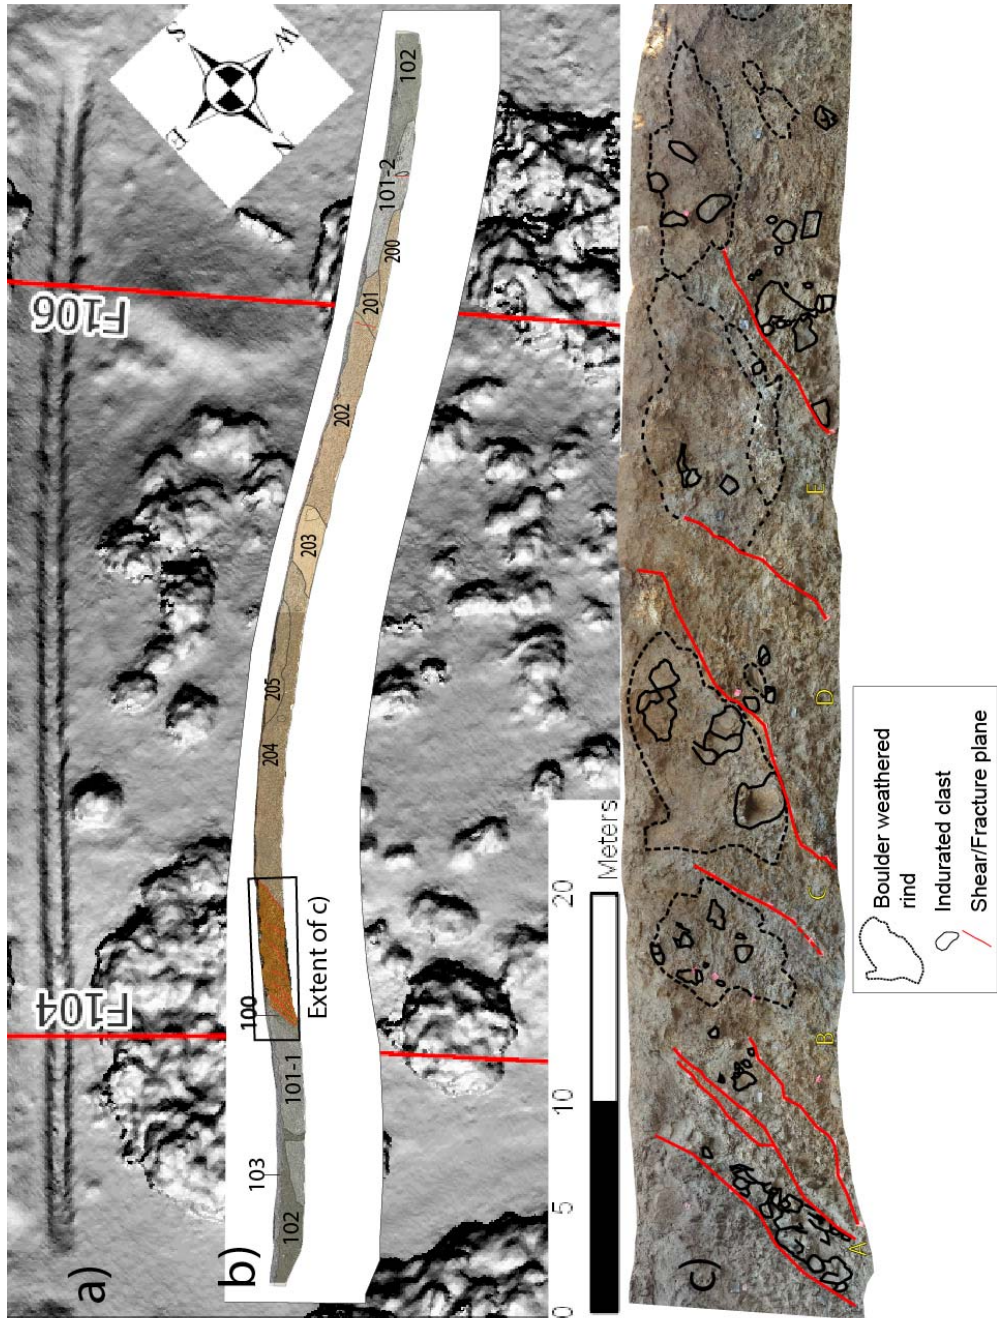 a)
S
W
E
N
F106
F104
b)
102
103
101-1
100
Extent of c)
204
205
203
202
201
200
101-2
102
0
5
10
20
Meters
c)
A
B
C
D
E
Boulder weathered
rind
Indurated clast
Shear/Fracture plane